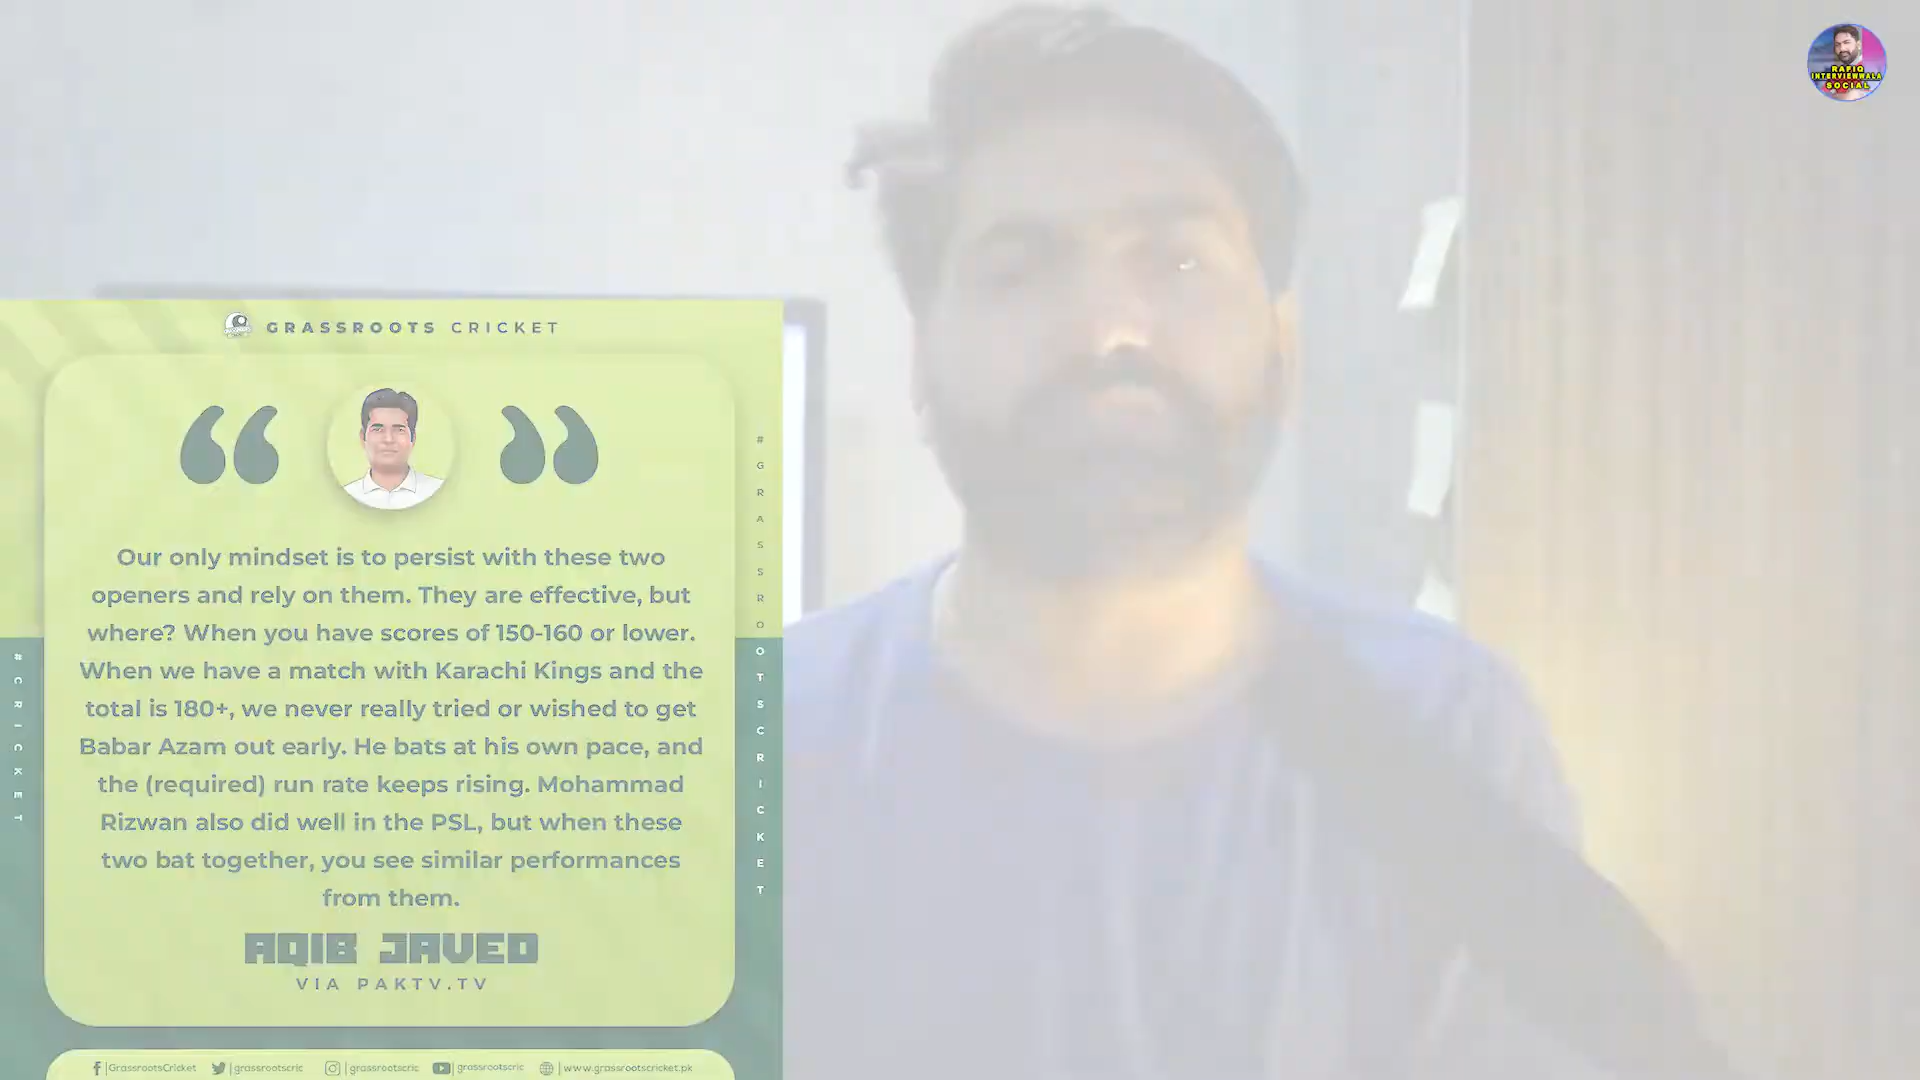 RAFIQ
INTERVIEWWALA
SOCIAL
GRASSROOTS CRICKET
Our only mindset is to persist with these two
openers and rely on them. They are effective, but
where? When you have scores of 150-160 or lower.
When we have a match with Karachi Kings and the
total is 180+, we never really tried or wished to get
Babar Azam out early. He bats at his own pace, and
the (required) run rate keeps rising. Mohammad
Rizwan also did well in the PSL, but when these
two bat together, you see similar performances
from them.
AQIB JAVED
VIA PAKTV.TV
#CRICKET
#GRASSROOTSCRICKET
|GrassrootsCricket |grassrootscric |grassrootscric |grassrootscric |www.grassrootscricket.pk